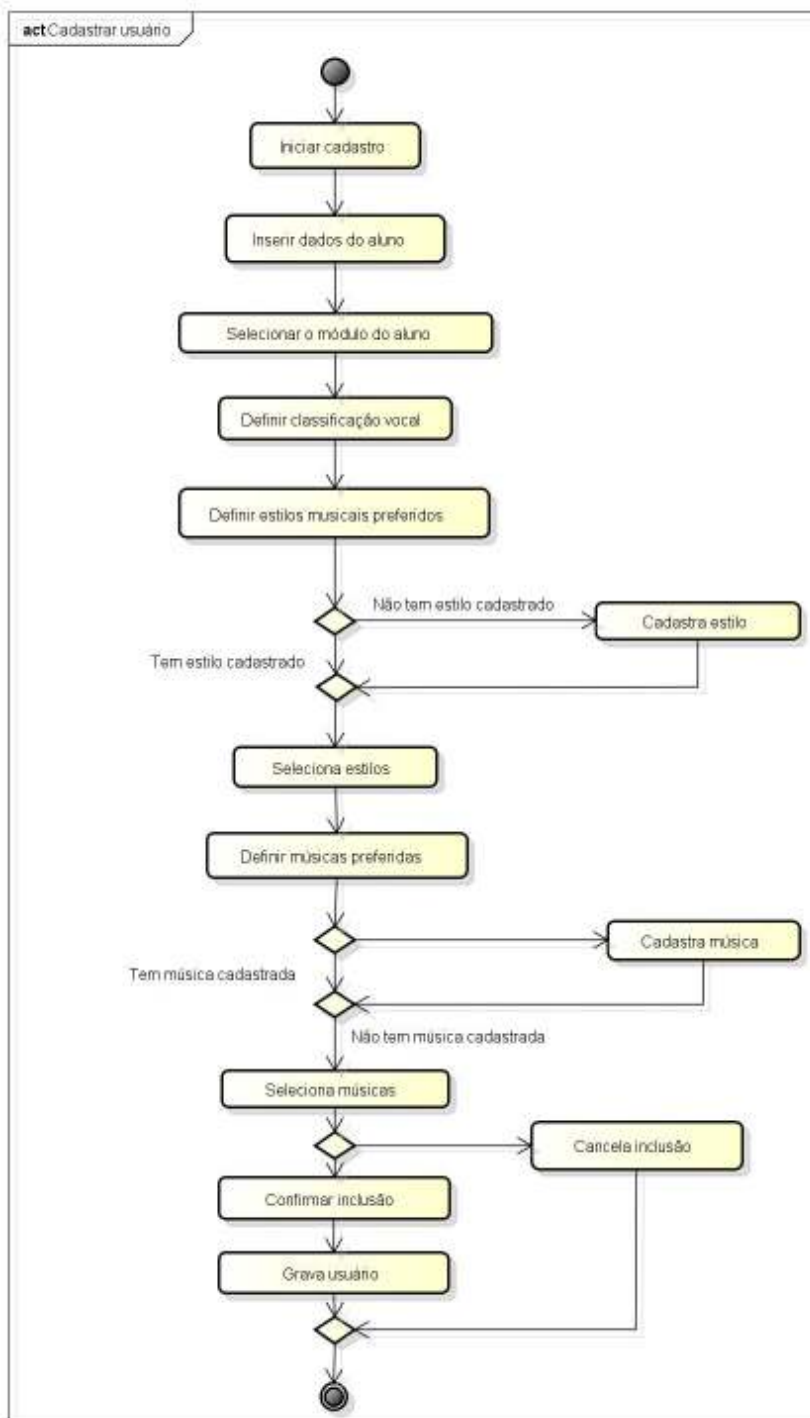 act Cadastrar usuário
Iniciar cadastro
Inserir dados do aluno
Selecionar o módulo do aluno
Definir classificação vocal
Definir estilos musicais preferidos
Não tem estilo cadastrado
Cadastra estilo
Tem estilo cadastrado
Seleciona estilos
Definir músicas preferidas
Cadastra música
Tem música cadastrada
Não tem música cadastrada
Seleciona músicas
Cancela inclusão
Confirmar inclusão
Grava usuário